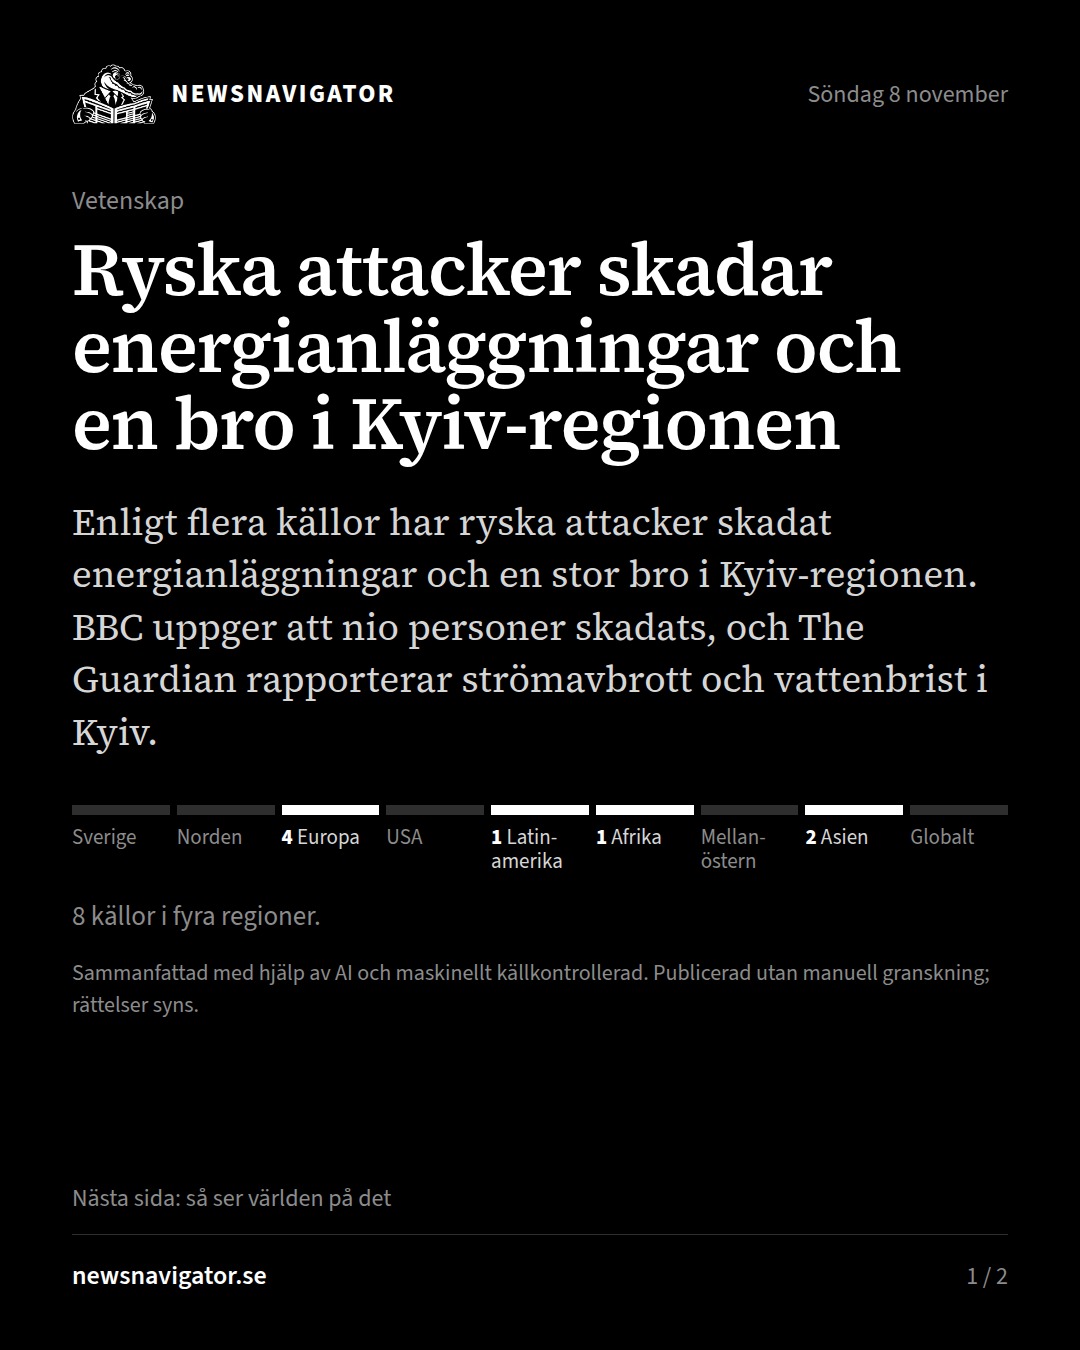 NEWSNAVIGATOR
Söndag 8 november
Vetenskap
Ryska attacker skadar
energianläggningar och
en bro i Kyiv-regionen
Enligt flera källor har ryska attacker skadat
energianläggningar och en stor bro i Kyiv-regionen.
BBC uppger att nio personer skadats, och The
Guardian rapporterar strömavbrott och vattenbrist i
Kyiv.
Sverige
Norden
4 Europa
USA
1 Latin-
amerika
1 Afrika
Mellan-
östern
2 Asien
Globalt
8 källor i fyra regioner.
Sammanfattad med hjälp av AI och maskinellt källkontrollerad. Publicerad utan manuell granskning;
rättelser syns.
Nästa sida: så ser världen på det
newsnavigator.se
1 / 2